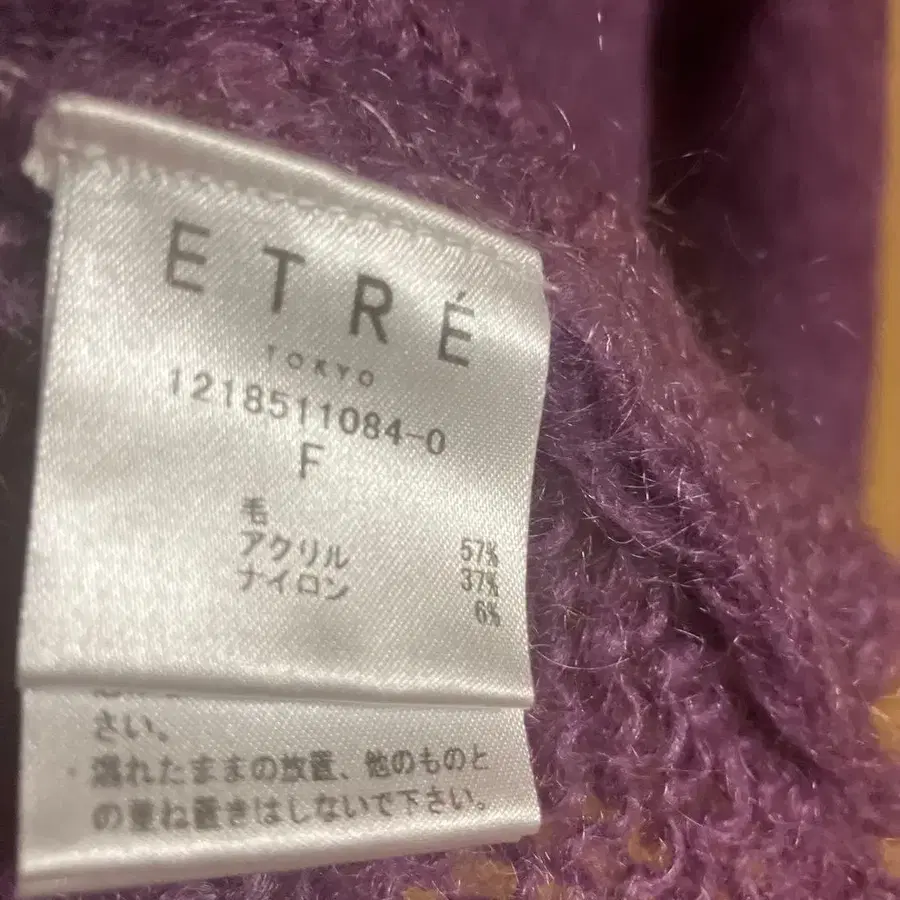 ETRÉ
TOKYO
1218511084-0
F
毛 57%
アクリル 37%
ナイロン 6%
さい。
・濡れたままの放置、他のものと
の重ね置きはしないで下さい。